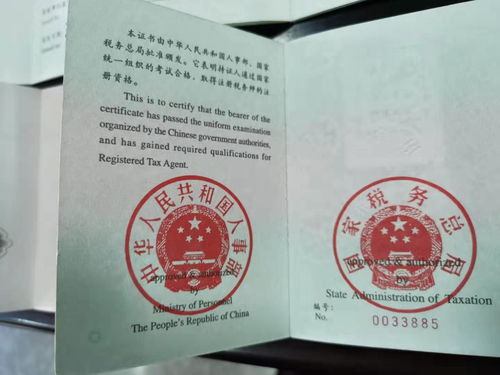 本证书由中华人民共和国人事部、国家
税务总局批准颁发。它表明持证人通过国家
统一组织的考试合格，取得注册税务师的注
册资格。
This is to certify that the bearer of the
certificate has passed the uniform examination
organized by the Chinese government authorities,
and has gained required qualifications for
Registered Tax Agent.
中华人民共和国人事部
approved & authorized
by
Ministry of Personnel
The People's Republic of China
国家税务总局
approved & authorized
by
State Administration of Taxation
编号:
No. 0033885